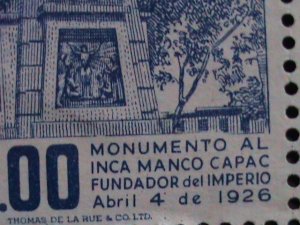 .00
MONUMENTO AL
INCA MANCO CAPAC
FUNDADOR del IMPERIO
Abril 4 de 1926
THOMAS DE LA RUE & CO. LTD.